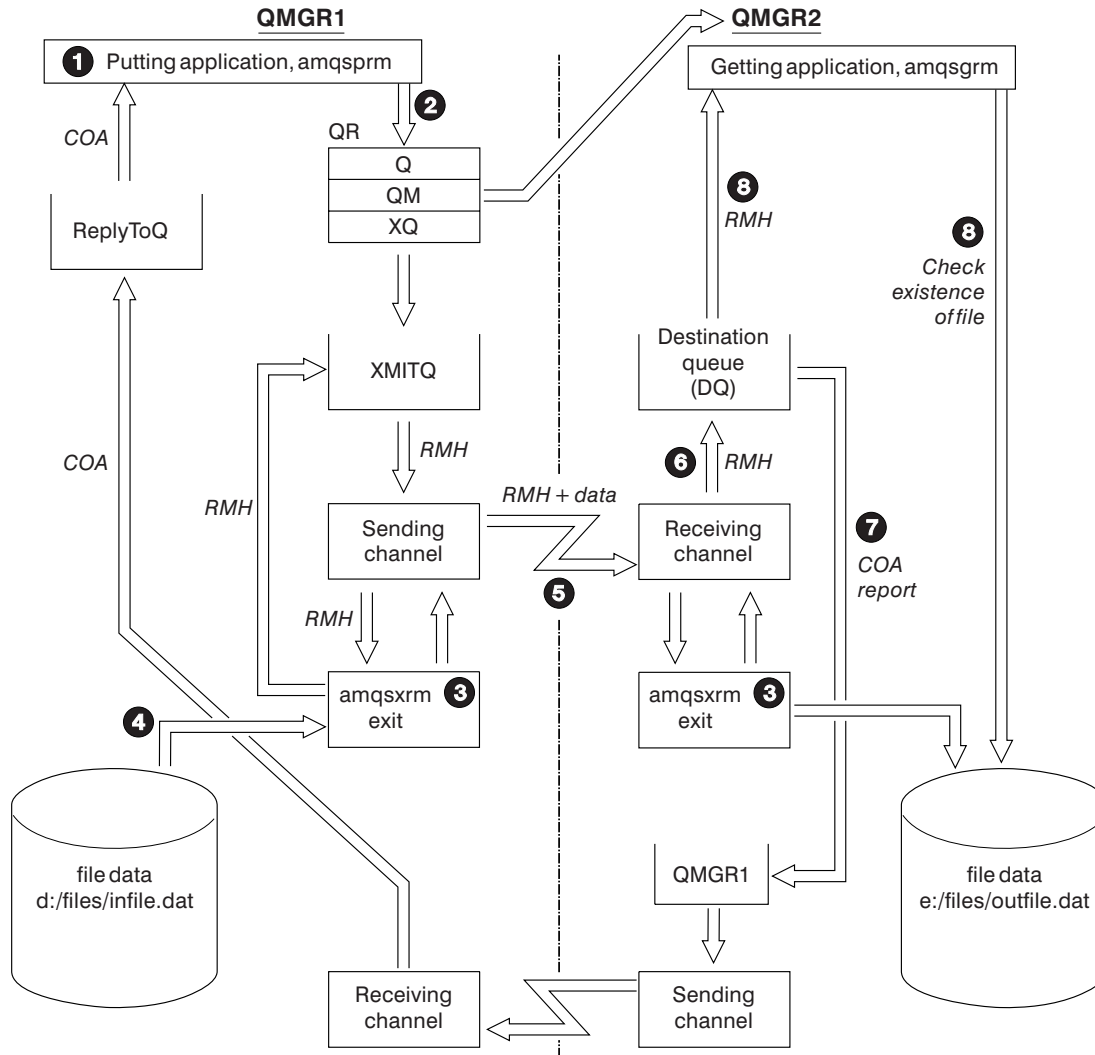 QMGR1
QMGR2
1 Putting application, amqsprm
Getting application, amqsgrm
2
COA
QR
Q
QM
XQ
ReplyToQ
8
RMH
8
Check
existence
of file
XMITQ
Destination
queue
(DQ)
COA
RMH
RMH
6
RMH
RMH + data
Sending
channel
Receiving
channel
7
COA
report
5
RMH
amqsxrm
exit
3
amqsxrm
exit
3
4
file data
d:/files/infile.dat
QMGR1
file data
e:/files/outfile.dat
Receiving
channel
Sending
channel